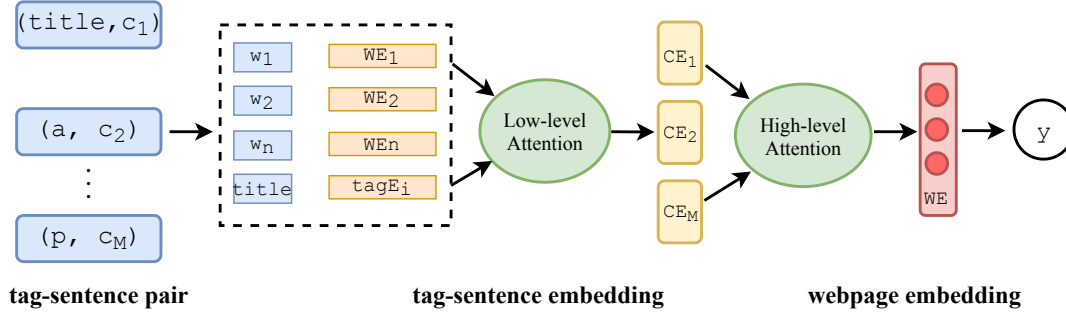 (title,c1)
(a, c2)
⋮
(p, cM)
w1 WE1
w2 WE2
wn WEn
title tagEi
Low-level
Attention
CE1
CE2
CEM
High-level
Attention
WE
y
tag-sentence pair
tag-sentence embedding
webpage embedding